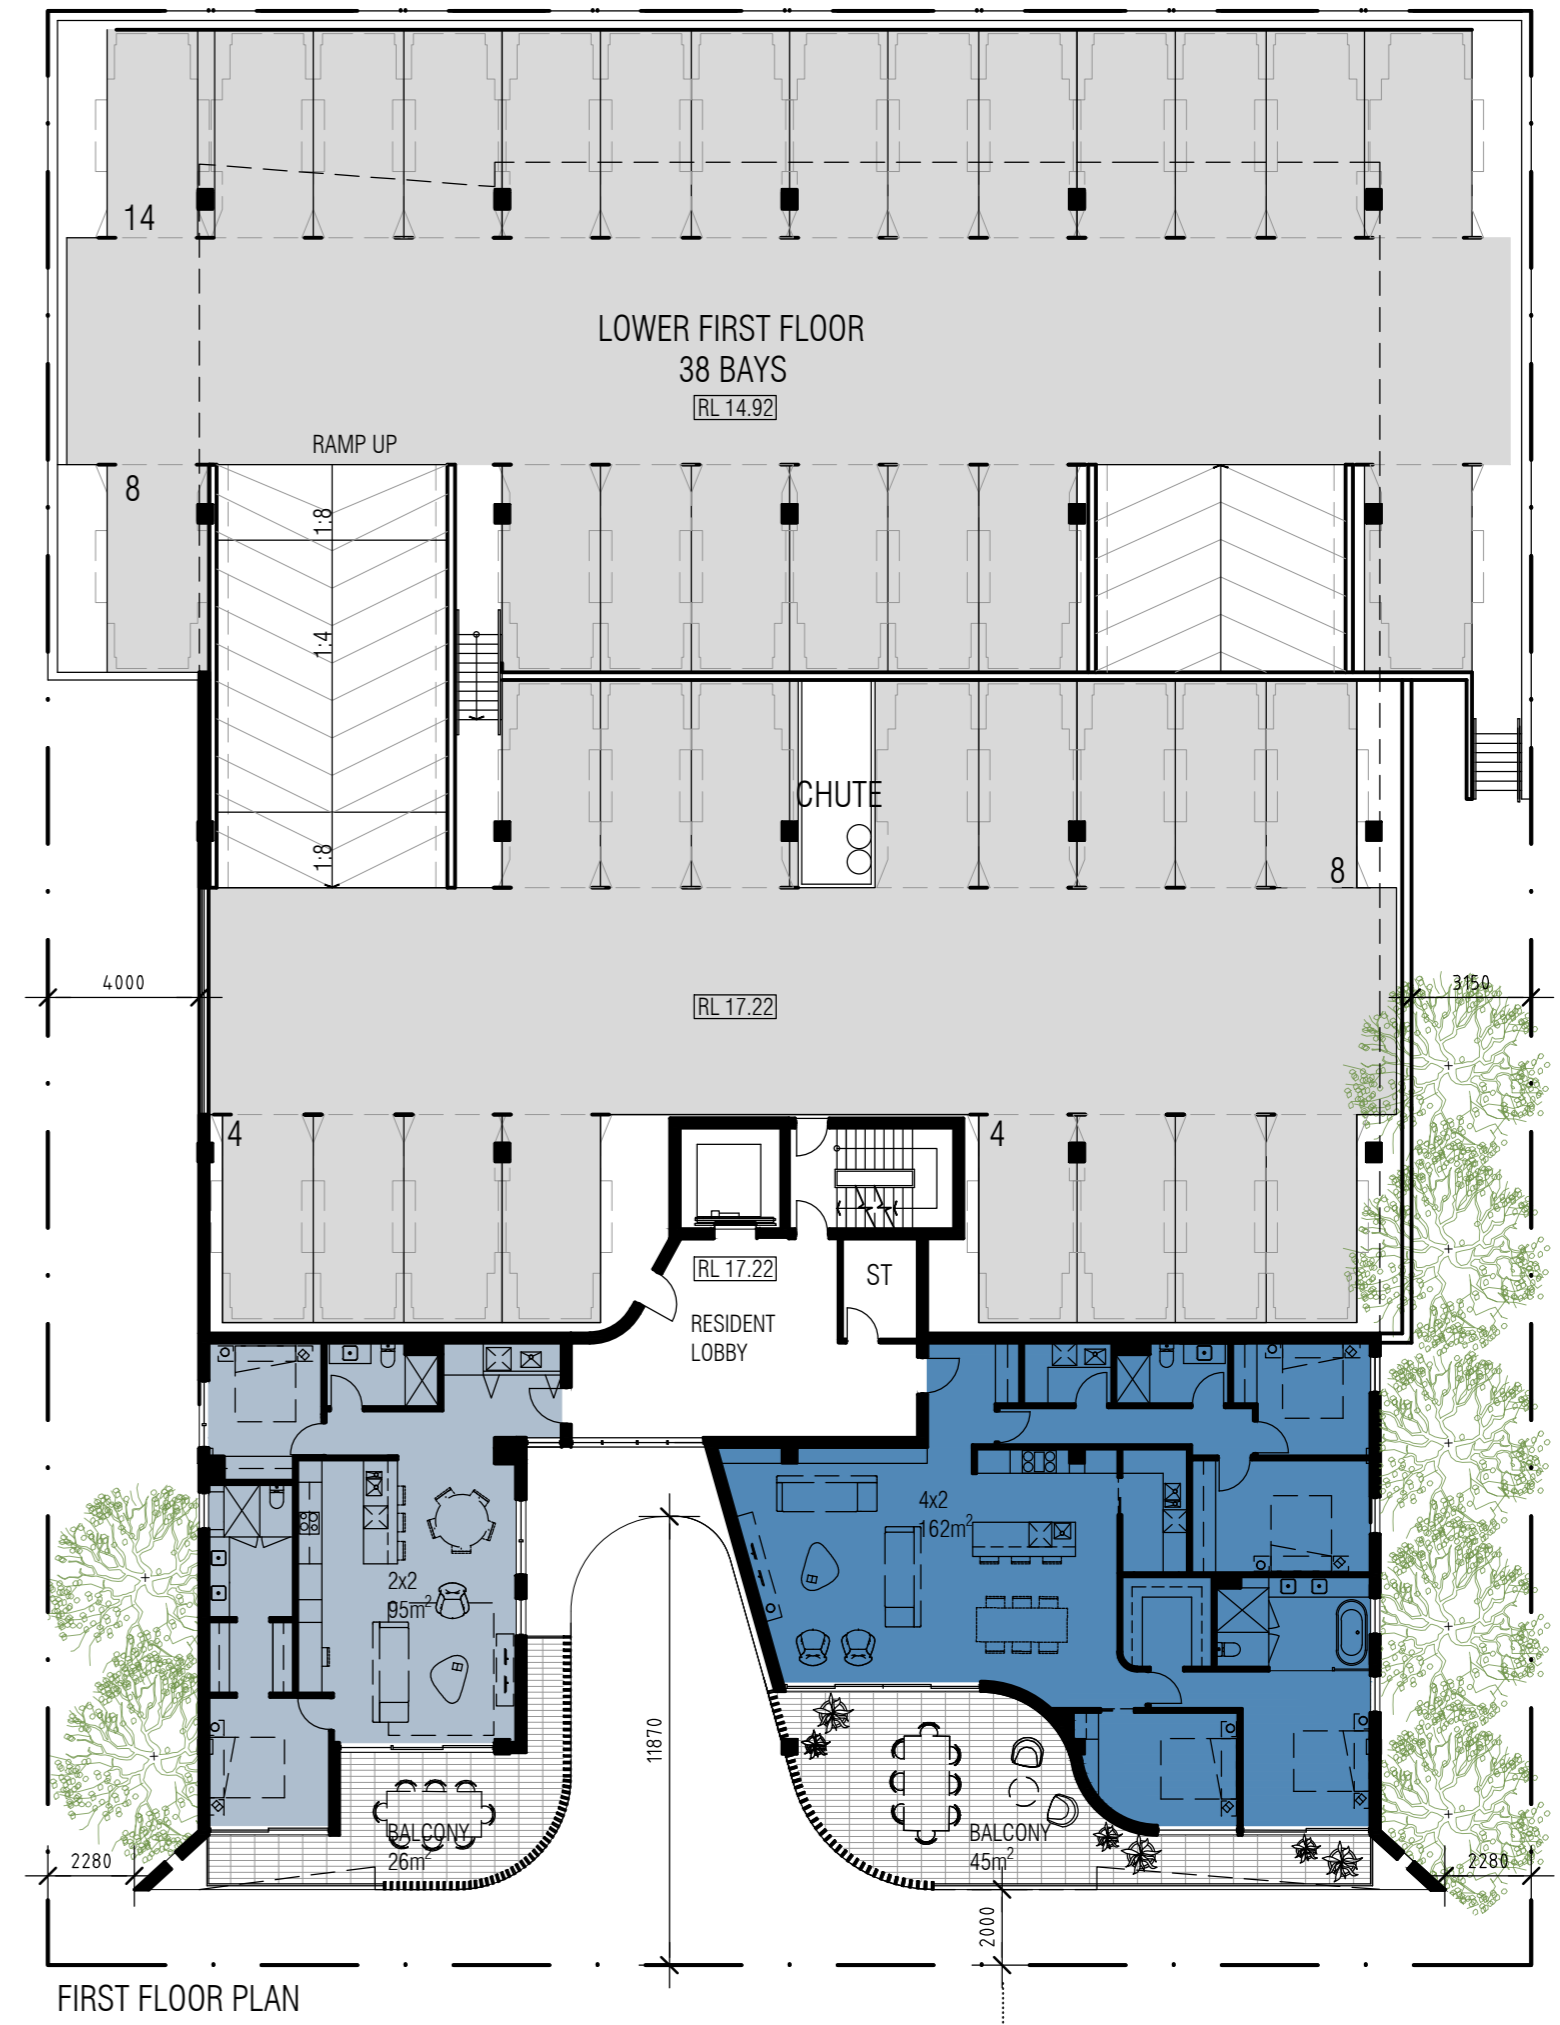 14
LOWER FIRST FLOOR
38 BAYS
RL 14.92
RAMP UP
8
1:8
1:4
CHUTE
1:8
8
4000
3150
RL 17.22
4
4
RL 17.22
ST
RESIDENT
LOBBY
4x2
162m²
2x2
95m²
11870
BALCONY
26m²
BALCONY
45m²
2280
2280
2000
FIRST FLOOR PLAN